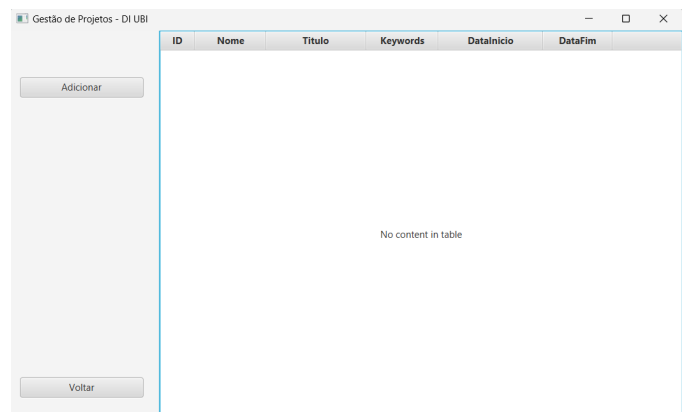 Gestão de Projetos - DI UBI
ID Nome Titulo Keywords DataInicio DataFim
Adicionar
No content in table
Voltar